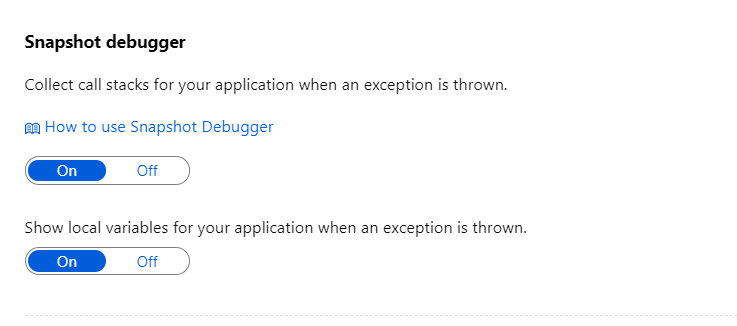 Snapshot debugger
Collect call stacks for your application when an exception is thrown.
How to use Snapshot Debugger
On Off
Show local variables for your application when an exception is thrown.
On Off